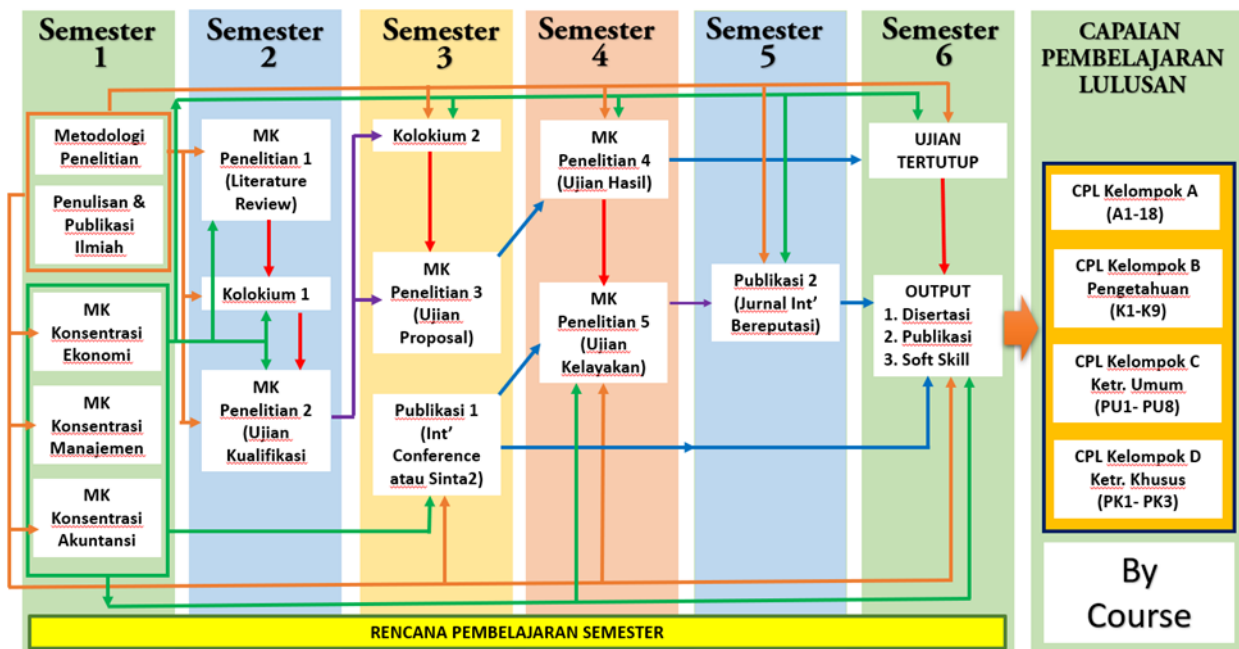 Semester
1
Metodologi
Penelitian
Penulisan &
Publikasi
Ilmiah
MK
Konsentrasi
Ekonomi
MK
Konsentrasi
Manajemen
MK
Konsentrasi
Akuntansi
Semester
2
MK
Penelitian 1
(Literature
Review)
Kolokium 1
MK
Penelitian 2
(Ujian
Kualifikasi
Semester
3
Kolokium 2
MK
Penelitian 3
(Ujian
Proposal)
Publikasi 1
(Int’
Conference
atau Sinta2)
Semester
4
MK
Penelitian 4
(Ujian Hasil)
MK
Penelitian 5
(Ujian
Kelayakan)
Semester
5
Publikasi 2
(Jurnal Int’
Bereputasi)
Semester
6
UJIAN
TERTUTUP
OUTPUT
1. Disertasi
2. Publikasi
3. Soft Skill
CAPAIAN
PEMBELAJARAN
LULUSAN
CPL Kelompok A
(A1-18)
CPL Kelompok B
Pengetahuan
(K1-K9)
CPL Kelompok C
Ketr. Umum
(PU1- PU8)
CPL Kelompok D
Ketr. Khusus
(PK1- PK3)
By
Course
RENCANA PEMBELAJARAN SEMESTER